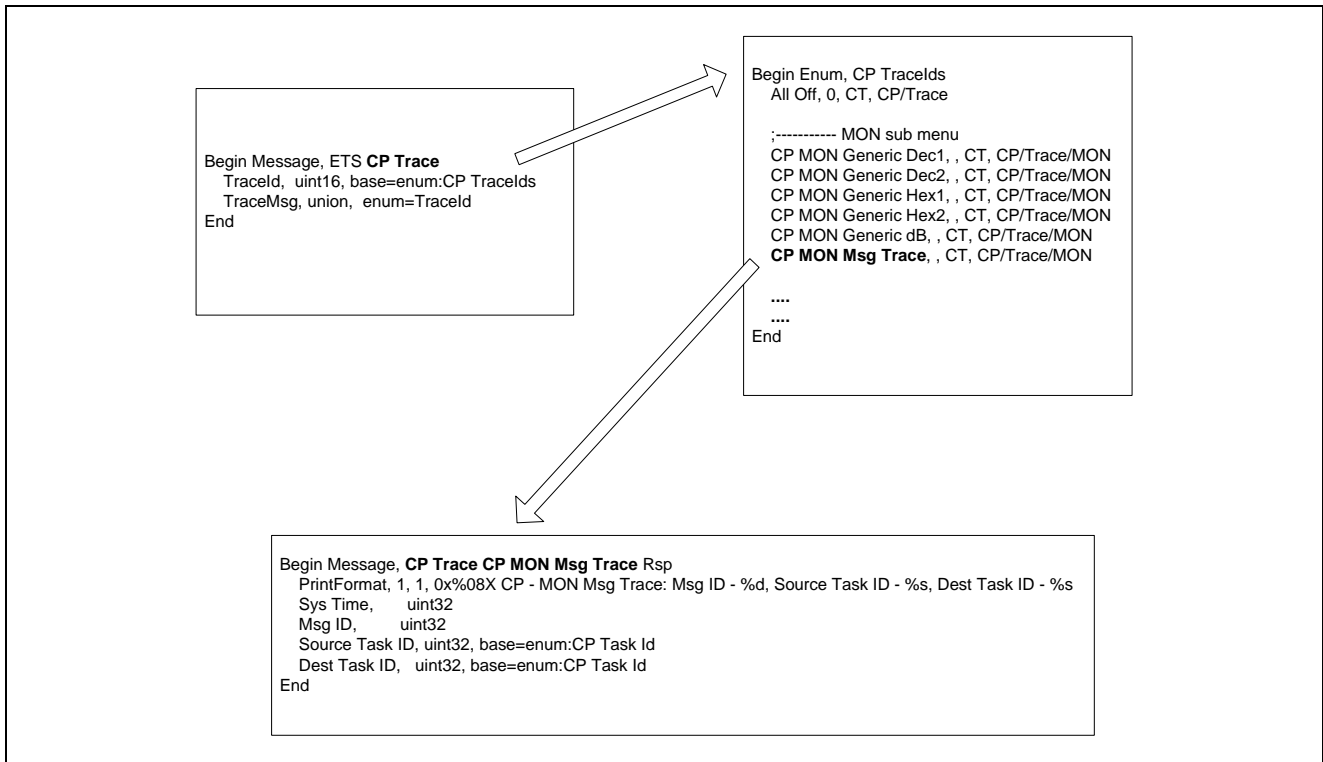 Begin Message, ETS CP Trace
TraceId, uint16, base=enum:CP TraceIds
TraceMsg, union, enum=TraceId
End
Begin Enum, CP TraceIds
All Off, 0, CT, CP/Trace
;----------- MON sub menu
CP MON Generic Dec1, , CT, CP/Trace/MON
CP MON Generic Dec2, , CT, CP/Trace/MON
CP MON Generic Hex1, , CT, CP/Trace/MON
CP MON Generic Hex2, , CT, CP/Trace/MON
CP MON Generic dB, , CT, CP/Trace/MON
CP MON Msg Trace, , CT, CP/Trace/MON
....
....
End
Begin Message, CP Trace CP MON Msg Trace Rsp
PrintFormat, 1, 1, 0x%08X CP - MON Msg Trace: Msg ID - %d, Source Task ID - %s, Dest Task ID - %s
Sys Time, uint32
Msg ID, uint32
Source Task ID, uint32, base=enum:CP Task Id
Dest Task ID, uint32, base=enum:CP Task Id
End